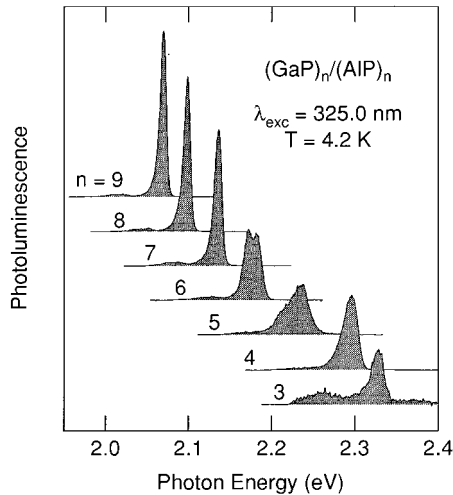 (GaP)n/(AlP)n
λexc = 325.0 nm
T = 4.2 K
n = 9
8
7
6
5
4
3
Photoluminescence
2.0 2.1 2.2 2.3 2.4
Photon Energy (eV)